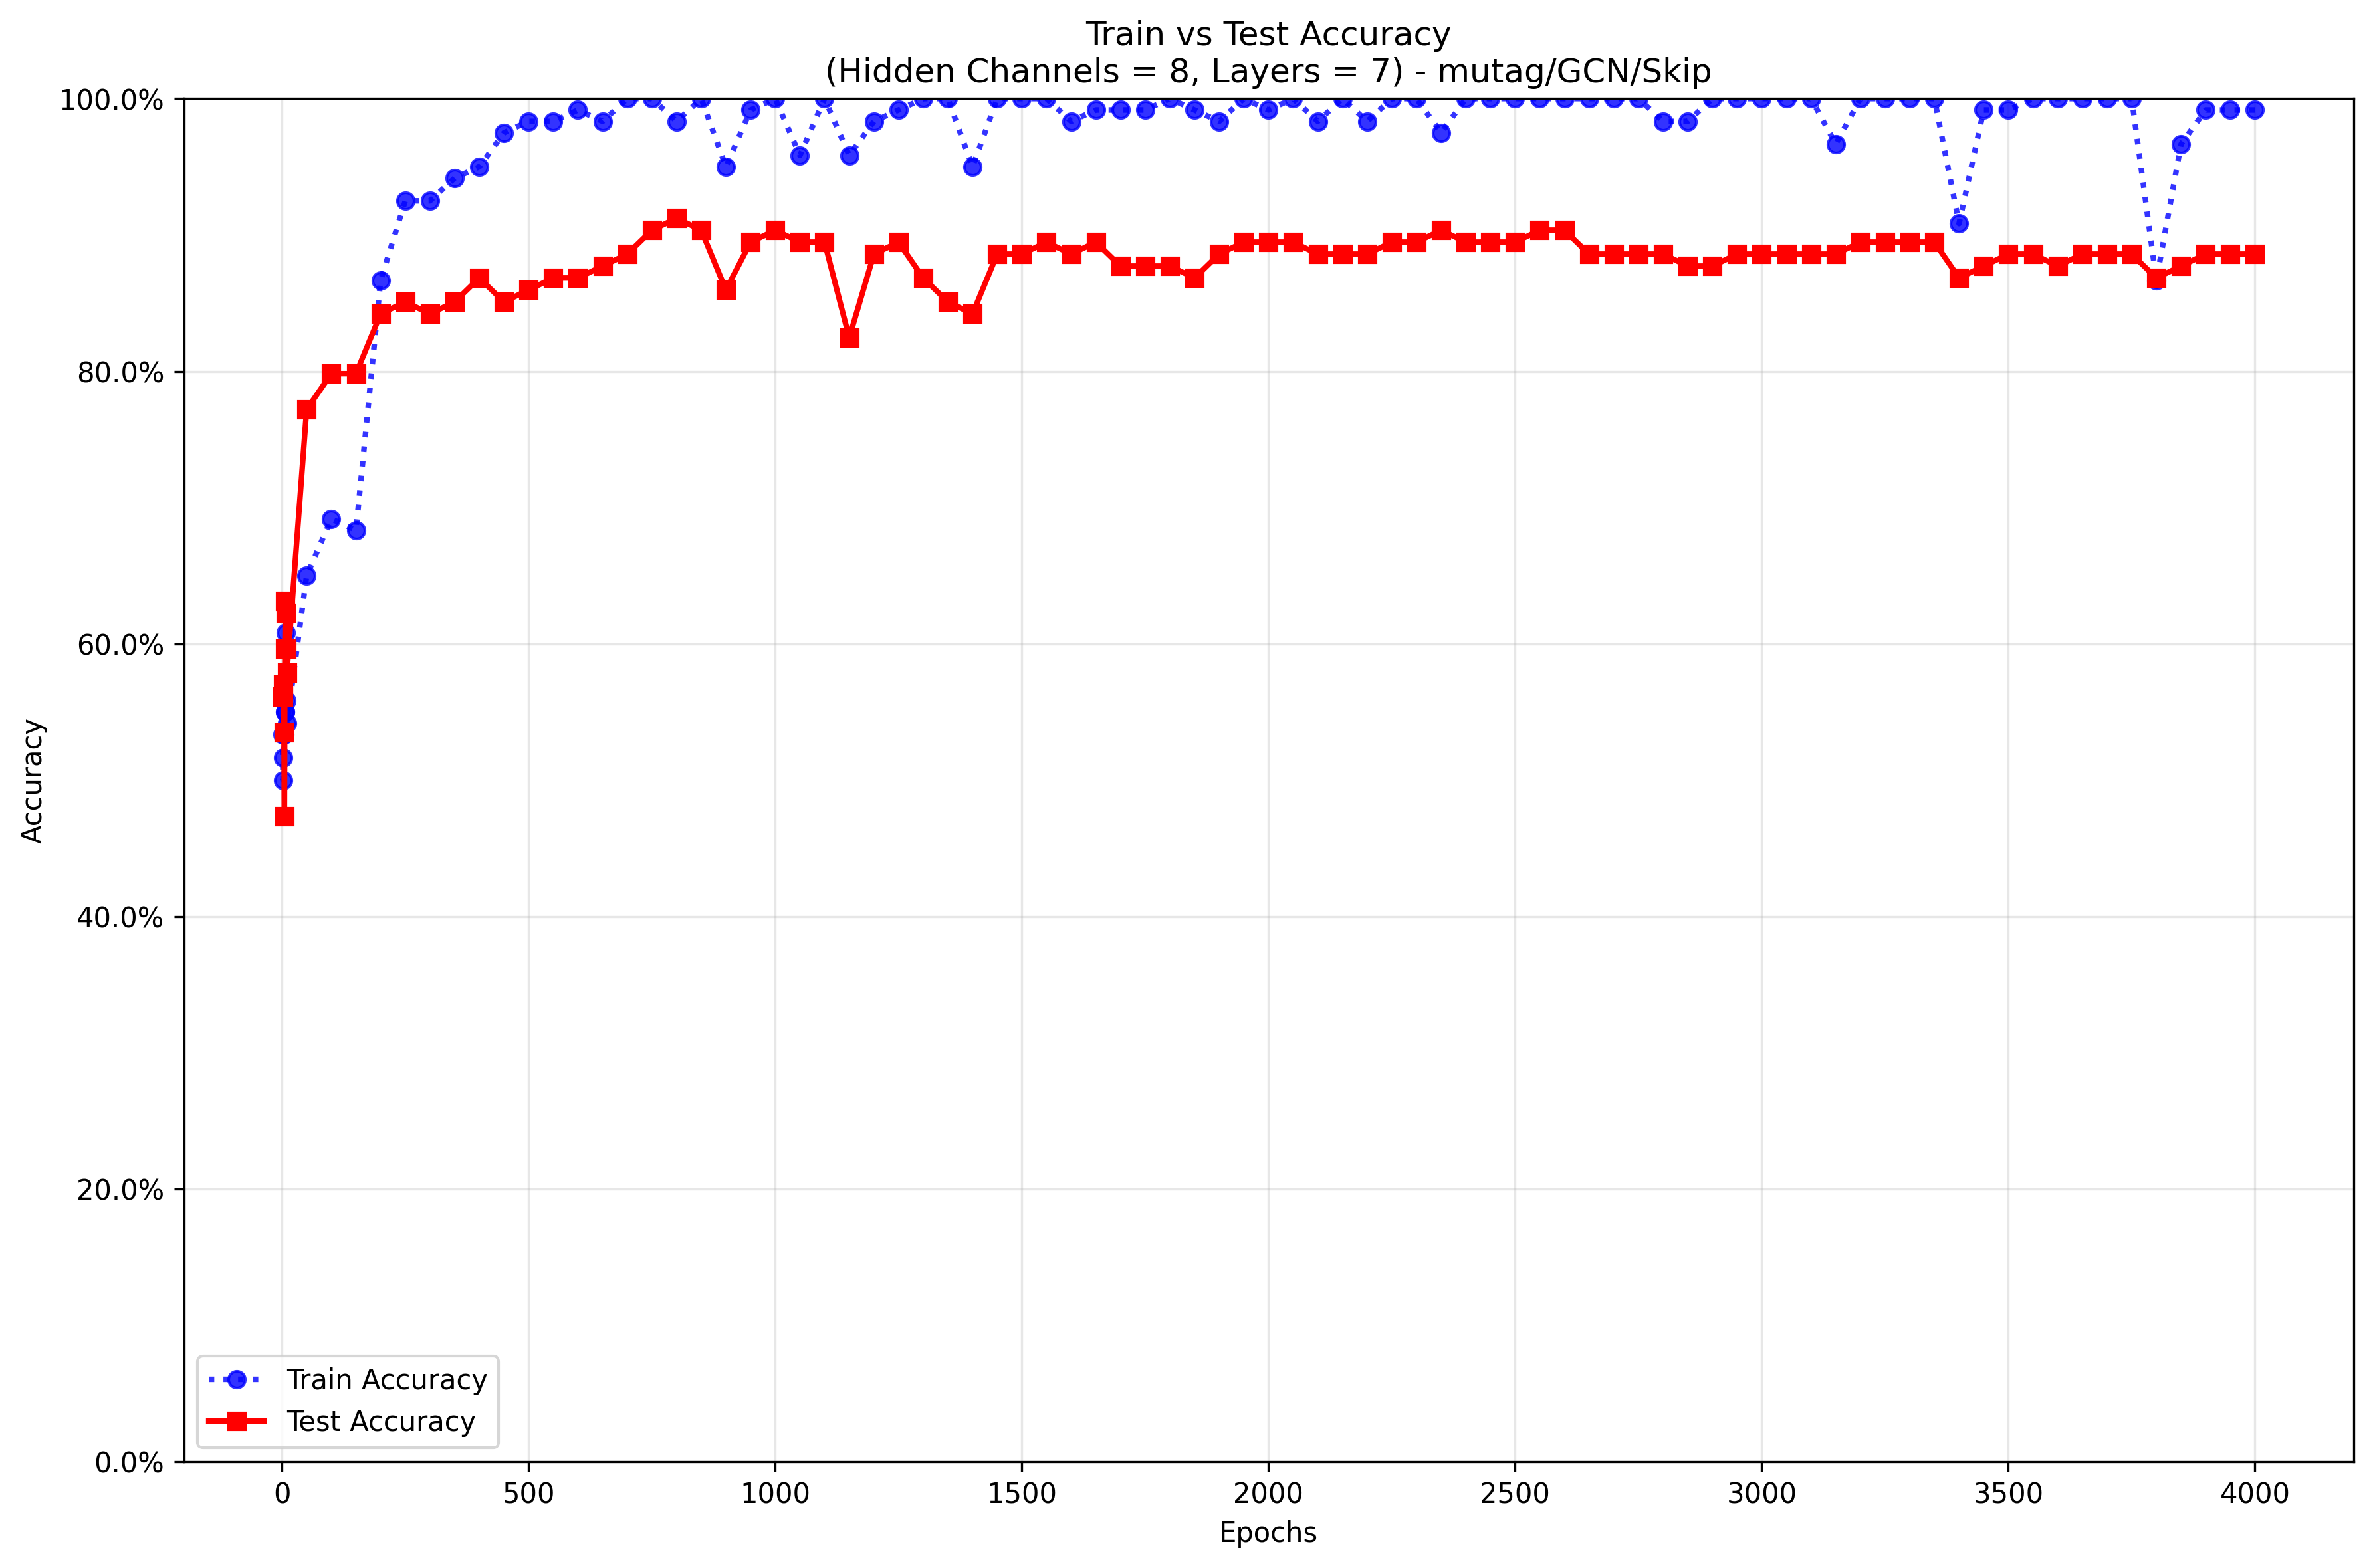 Train vs Test Accuracy
(Hidden Channels = 8, Layers = 7) - mutag/GCN/Skip
100.0%
80.0%
60.0%
40.0%
20.0%
0.0%
Accuracy
Train Accuracy
Test Accuracy
0 500 1000 1500 2000 2500 3000 3500 4000
Epochs